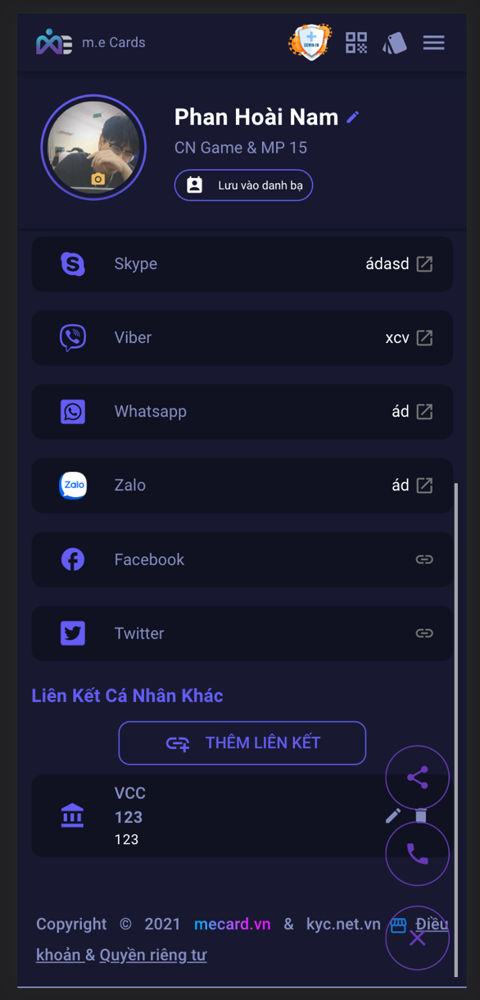 m.e Cards
COVID 19
Phan Hoài Nam
CN Game & MP 15
Lưu vào danh bạ
Skype ádasd
Viber xcv
Whatsapp ád
Zalo Zalo ád
Facebook
Twitter
Liên Kết Cá Nhân Khác
THÊM LIÊN KẾT
VCC
123
123
Copyright © 2021 mecard.vn & kyc.net.vn Điều
khoản & Quyền riêng tư